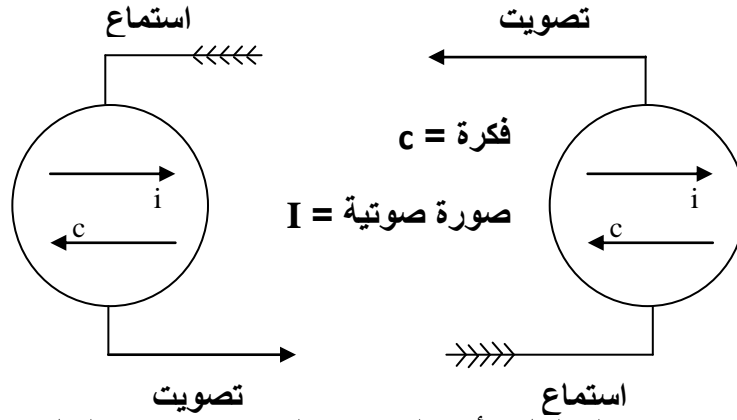 تصويت استماع
فكرة = c
i i
صورة صوتية = I
c c
استماع تصويت